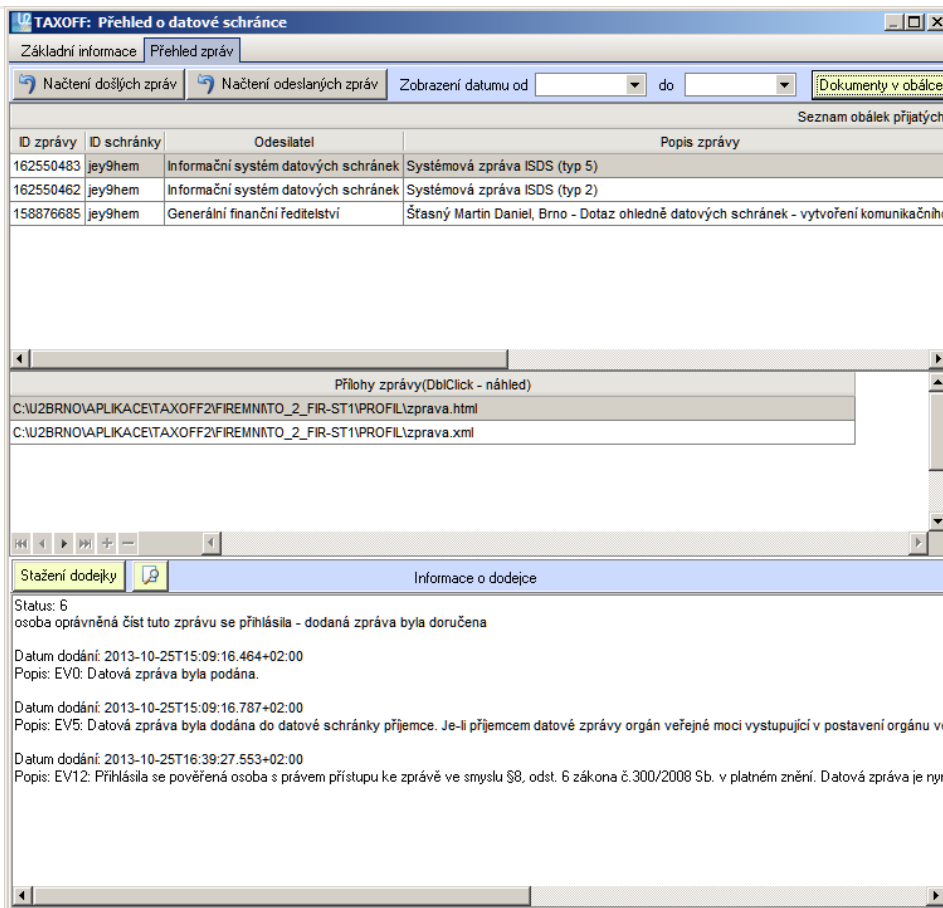 TAXOFF: Přehled o datové schránce
Základní informace Přehled zpráv
Načtení došlých zpráv Načtení odeslaných zpráv Zobrazení datumu od do Dokumenty v obálce
Seznam obálek přijatých
ID zprávy ID schránky Odesilatel Popis zprávy
162550483 jey9hem Informační systém datových schránek Systémová zpráva ISDS (typ 5)
162550462 jey9hem Informační systém datových schránek Systémová zpráva ISDS (typ 2)
158876685 jey9hem Generální finanční ředitelství Šťasný Martin Daniel, Brno - Dotaz ohledně datových schránek - vytvoření komunikačního
Přílohy zprávy(DblClick - náhled)
C:\U2BRNO\APLIKACE\TAXOFF2\FIREMNI\TO_2_FIR-ST1\PROFIL\zprava.html
C:\U2BRNO\APLIKACE\TAXOFF2\FIREMNI\TO_2_FIR-ST1\PROFIL\zprava.xml
Stažení dodejky Informace o dodejce
Status: 6
osoba oprávněná číst tuto zprávu se přihlásila - dodaná zpráva byla doručena
Datum dodání: 2013-10-25T15:09:16.464+02:00
Popis: EV0: Datová zpráva byla podána.
Datum dodání: 2013-10-25T15:09:16.787+02:00
Popis: EV5: Datová zpráva byla dodána do datové schránky příjemce. Je-li příjemcem datové zprávy orgán veřejné moci vystupující v postavení orgánu
Datum dodání: 2013-10-25T16:39:27.553+02:00
Popis: EV12: Přihlásila se pověřená osoba s právem přístupu ke zprávě ve smyslu §8, odst. 6 zákona č.300/2008 Sb. v platném znění. Datová zpráva je